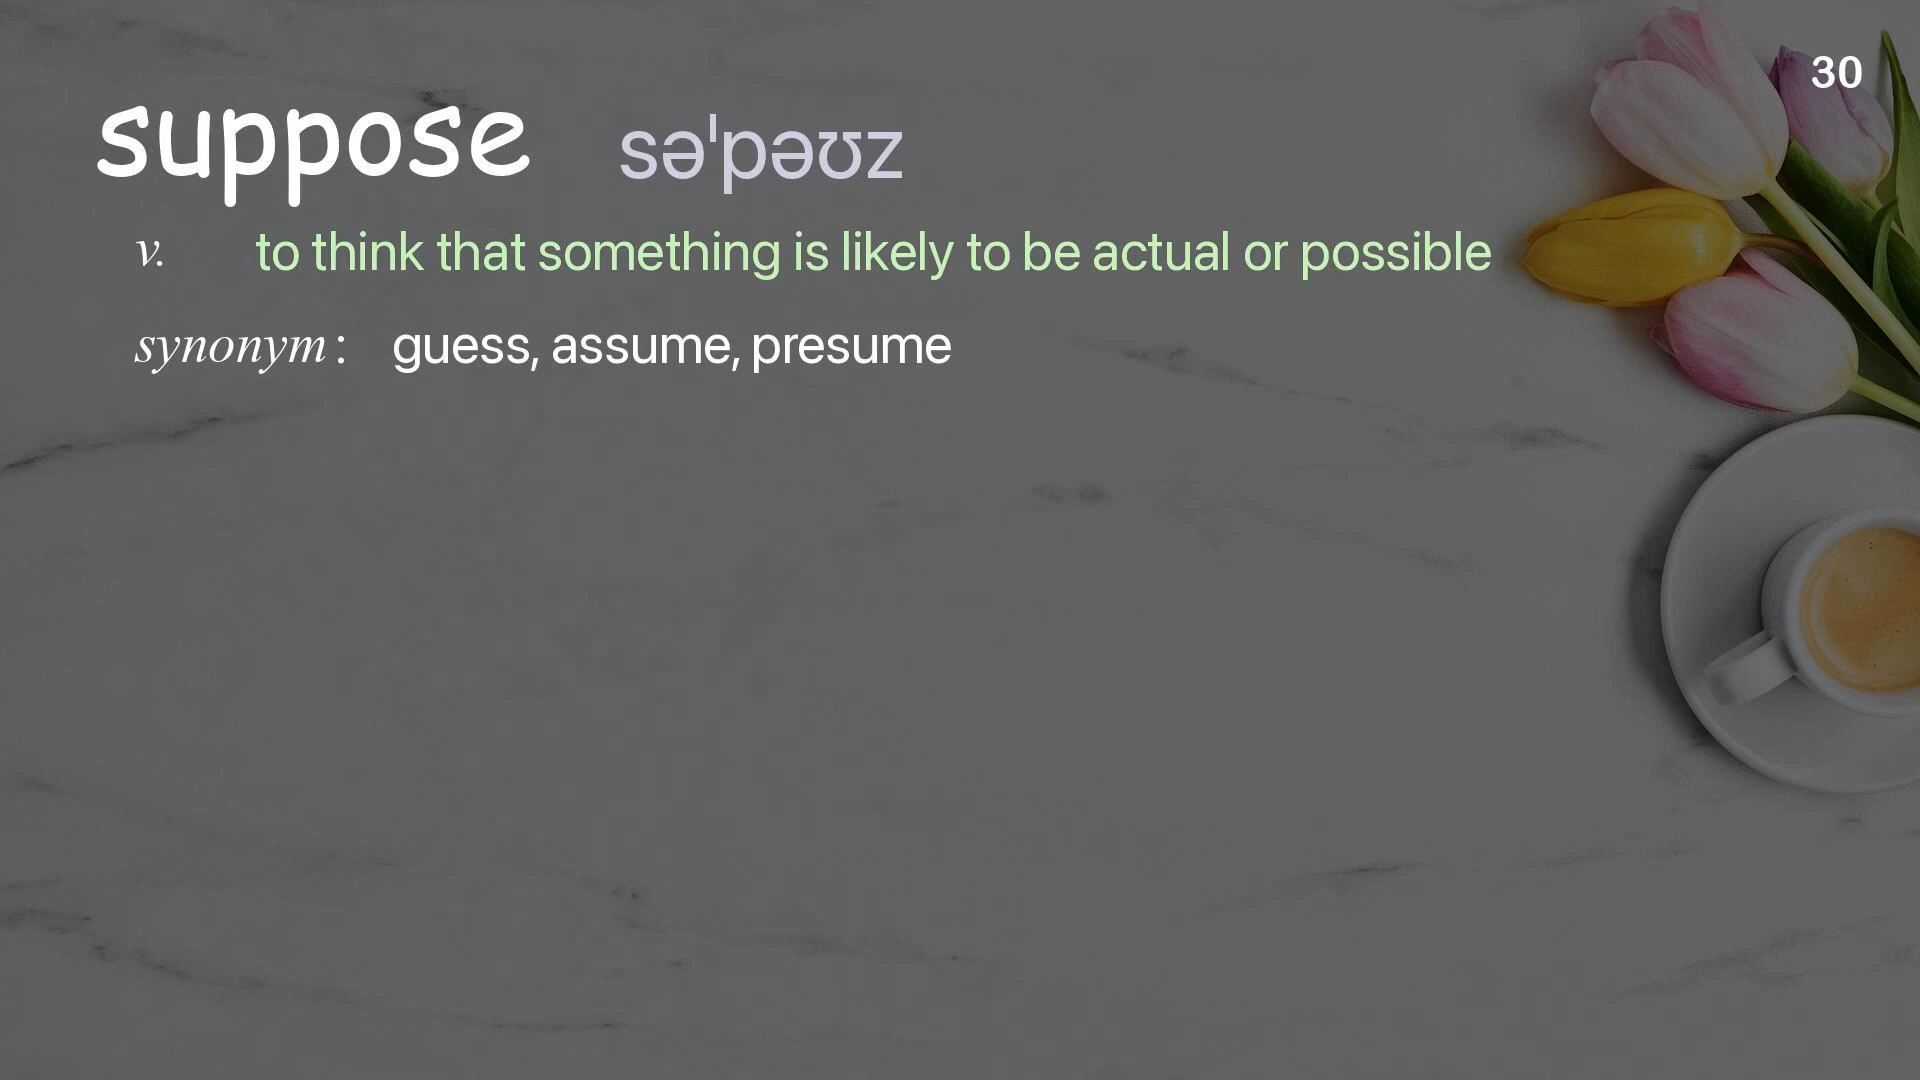 30
suppose səˈpəʊz
v. to think that something is likely to be actual or possible
synonym : guess, assume, presume